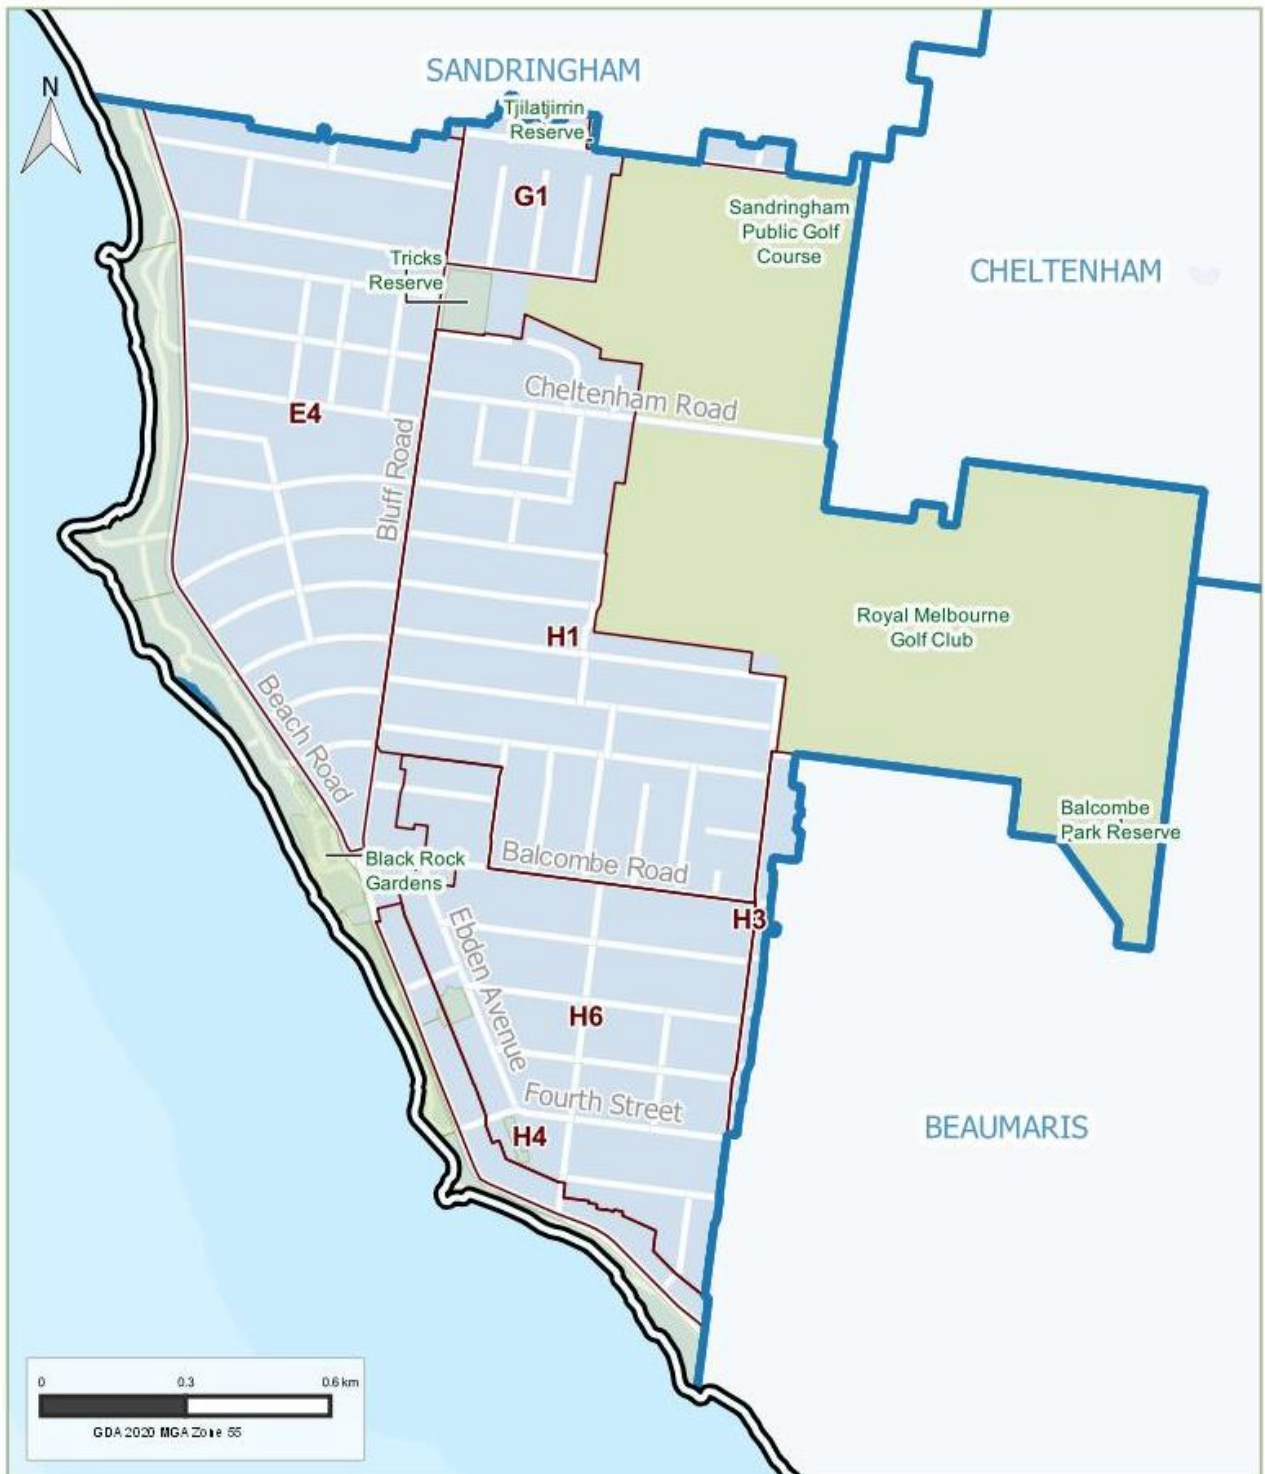 SANDRINGHAM
N
Tjilatjirrin
Reserve
G1
Sandringham
Public Golf
Course
Tricks
Reserve
CHELTENHAM
Cheltenham Road
E4
Bluff Road
Royal Melbourne
Golf Club
H1
Beach Road
Balcombe
Park Reserve
Black Rock
Gardens
Balcombe Road
H3
Ebden Avenue
H6
Fourth Street
H4
BEAUMARIS
0 0.3 0.6 km
GDA 2020 MGA Zone 55